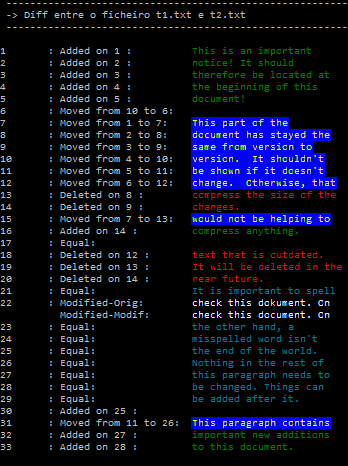 -> Diff entre o ficheiro t1.txt e t2.txt
1 : Added on 1 : This is an important
2 : Added on 2 : notice! It should
3 : Added on 3 : therefore be located at
4 : Added on 4 : the beginning of this
5 : Added on 5 : document!
6 : Moved from 10 to 6:
7 : Moved from 1 to 7: This part of the
8 : Moved from 2 to 8: document has stayed the
9 : Moved from 3 to 9: same from version to
10 : Moved from 4 to 10: version. It shouldn't
11 : Moved from 5 to 11: be shown if it doesn't
12 : Moved from 6 to 12: change. Otherwise, that
13 : Deleted on 8 : compress the size of the
14 : Deleted on 9 : changes.
15 : Moved from 7 to 13: would not be helping to
16 : Added on 14 : compress anything.
17 : Equal:
18 : Deleted on 12 : text that is outdated.
19 : Deleted on 13 : It will be deleted in the
20 : Deleted on 14 : near future.
21 : Equal: It is important to spell
22 : Modified-Orig: check this dokument. On
: Modified-Modif: check this document. On
23 : Equal: the other hand, a
24 : Equal: misspelled word isn't
25 : Equal: the end of the world.
26 : Equal: Nothing in the rest of
27 : Equal: this paragraph needs to
28 : Equal: be changed. Things can
29 : Equal: be added after it.
30 : Added on 25 :
31 : Moved from 11 to 26: This paragraph contains
32 : Added on 27 : important new additions
33 : Added on 28 : to this document.